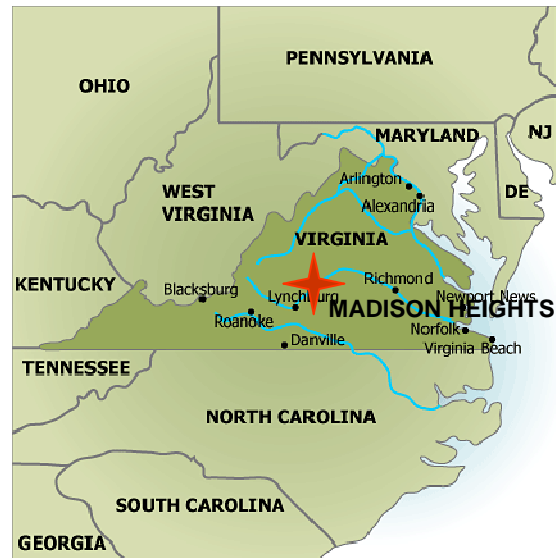 PENNSYLVANIA
OHIO
NJ
MARYLAND
Arlington
DE
WEST
VIRGINIA
Alexandria
VIRGINIA
Richmond
KENTUCKY
Blacksburg
Lynchburg
Newport News
MADISON HEIGHTS
Roanoke
Norfolk
Danville
Virginia Beach
TENNESSEE
NORTH CAROLINA
SOUTH CAROLINA
GEORGIA